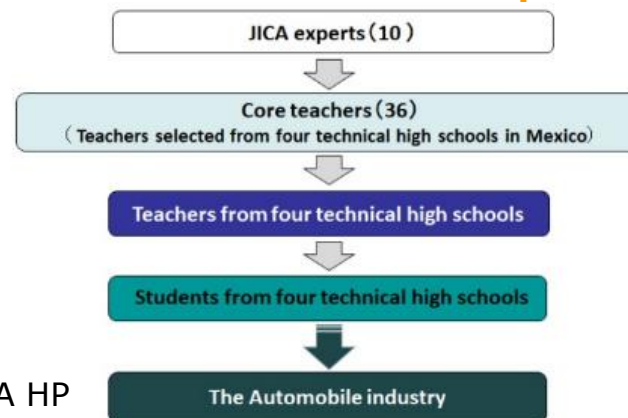 JICA experts（10 ）
Core teachers（36）
（ Teachers selected from four technical high schools in Mexico）
Teachers from four technical high schools
Students from four technical high schools
A HP
The Automobile industry